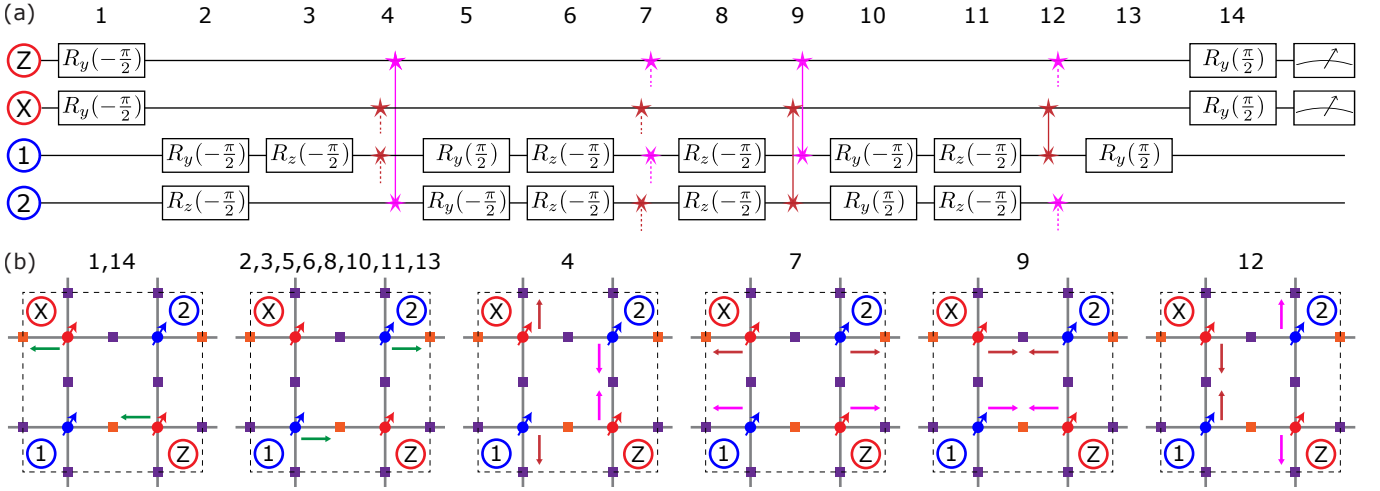 (a) 1 2 3 4 5 6 7 8 9 10 11 12 13 14
Z R_y(-π/2) R_y(π/2)
X R_y(-π/2) R_y(π/2)
1 R_y(-π/2) R_z(-π/2) R_y(π/2) R_z(-π/2) R_z(-π/2) R_y(-π/2) R_z(-π/2) R_y(π/2)
2 R_z(-π/2) R_y(-π/2) R_z(-π/2) R_z(-π/2) R_y(π/2) R_z(-π/2)
(b) 1,14 2,3,5,6,8,10,11,13 4 7 9 12
X 2 X 2 X 2 X 2 X 2 X 2
1 Z 1 Z 1 Z 1 Z 1 Z 1 Z